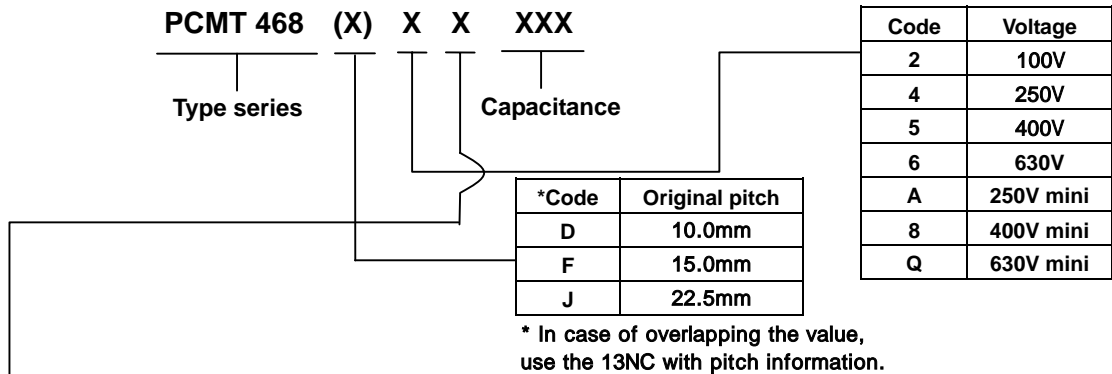 PCMT 468 (X) X X XXX
Type series
Capacitance
Code Voltage
2 100V
4 250V
5 400V
6 630V
A 250V mini
8 400V mini
Q 630V mini
*Code Original pitch
D 10.0mm
F 15.0mm
J 22.5mm
* In case of overlapping the value,
use the 13NC with pitch information.